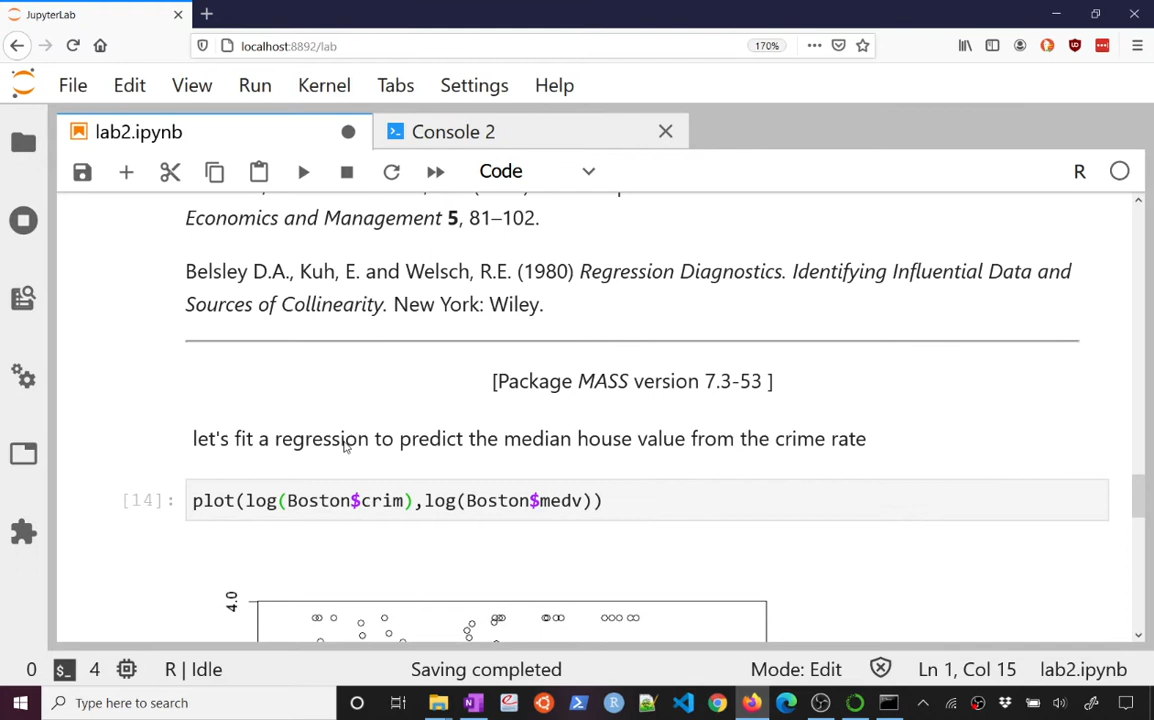 JupyterLab
localhost:8892/lab
170%
File Edit View Run Kernel Tabs Settings Help
lab2.ipynb
Console 2
Code
R
Economics and Management 5, 81–102.
Belsley D.A., Kuh, E. and Welsch, R.E. (1980) Regression Diagnostics. Identifying Influential Data and
Sources of Collinearity. New York: Wiley.
[Package MASS version 7.3-53 ]
let's fit a regression to predict the median house value from the crime rate
[14]:
plot(log(Boston$crim),log(Boston$medv))
4.0
0 $_ 4 R | Idle Saving completed Mode: Edit Ln 1, Col 15 lab2.ipynb
Type here to search